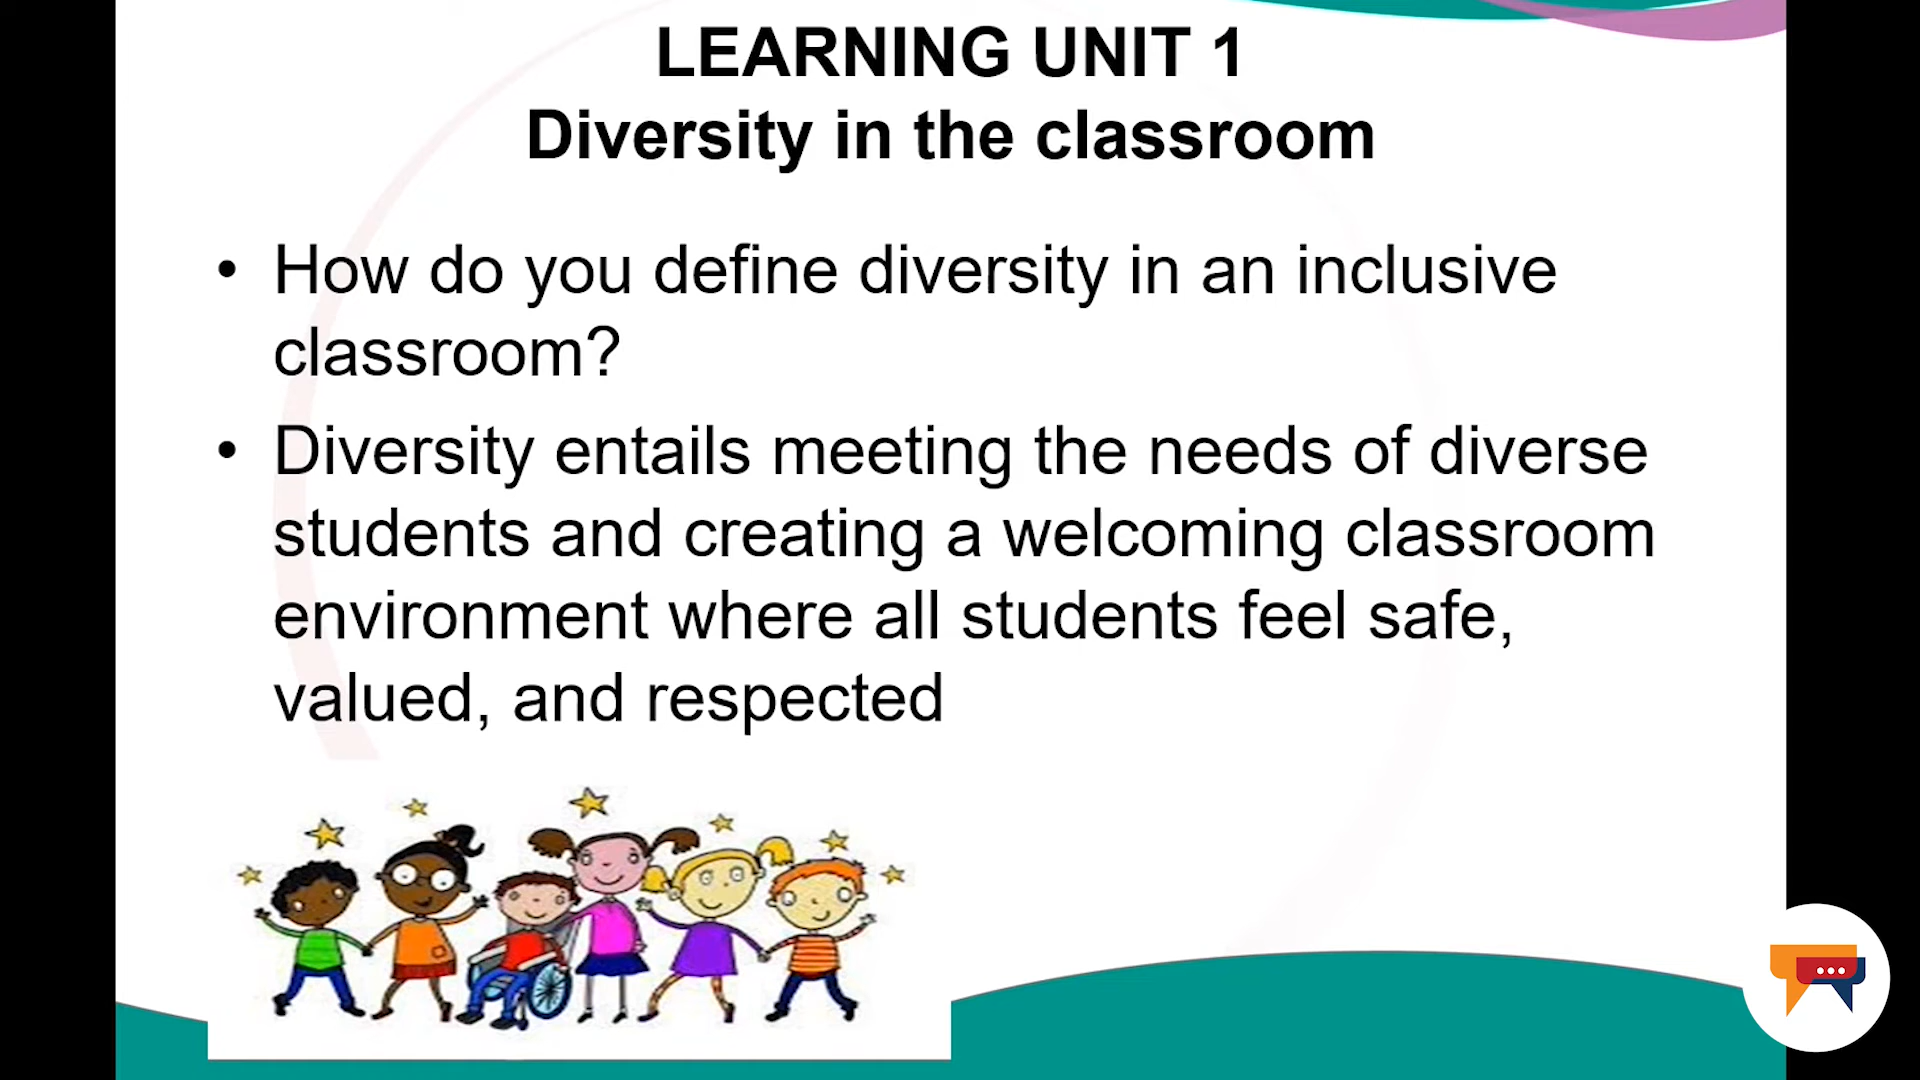 LEARNING UNIT 1
Diversity in the classroom
• How do you define diversity in an inclusive
classroom?
• Diversity entails meeting the needs of diverse
students and creating a welcoming classroom
environment where all students feel safe,
valued, and respected